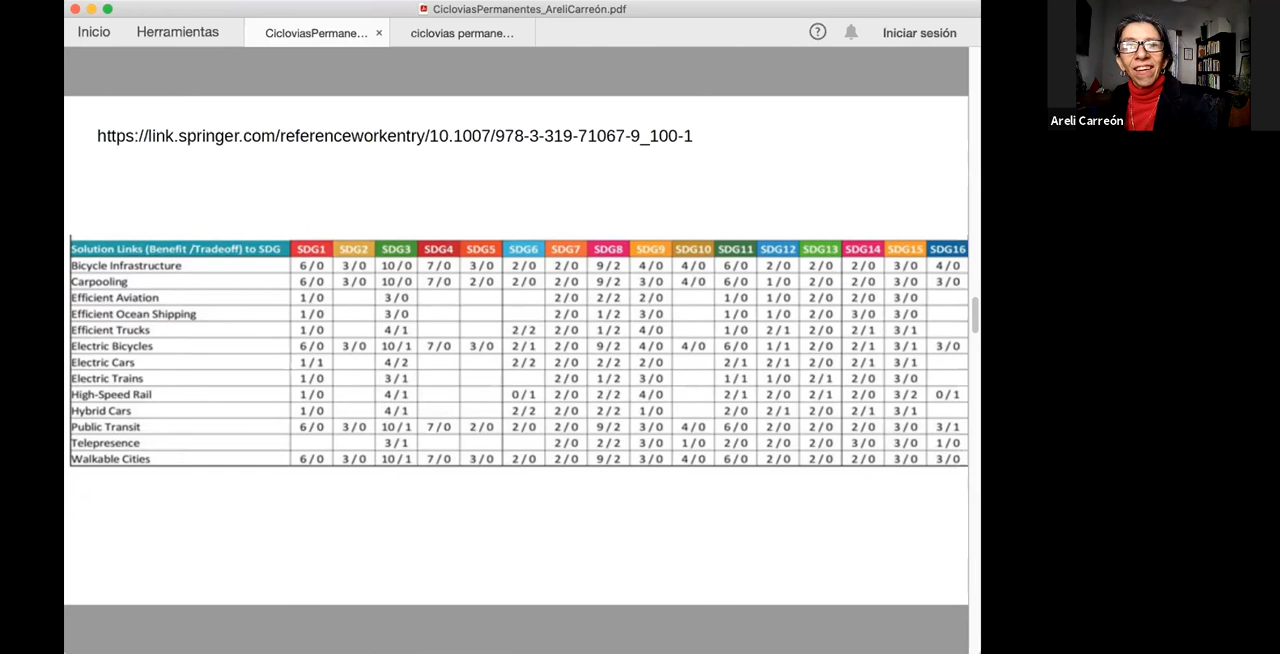 CicloviasPermanentes_AreliCarreón.pdf
Inicio Herramientas CicloviasPermane... × ciclovias permane... ? Iniciar sesión
Areli Carreón
https://link.springer.com/referenceworkentry/10.1007/978-3-319-71067-9_100-1
Solution Links (Benefit /Tradeoff) to SDG SDG1 SDG2 SDG3 SDG4 SDG5 SDG6 SDG7 SDG8 SDG9 SDG10 SDG11 SDG12 SDG13 SDG14 SDG15 SDG16
Bicycle Infrastructure 6/0 3/0 10/0 7/0 3/0 2/0 2/0 9/2 4/0 4/0 6/0 2/0 2/0 2/0 3/0 4/0
Carpooling 6/0 3/0 10/0 7/0 2/0 2/0 2/0 9/2 3/0 4/0 6/0 1/0 2/0 2/0 3/0 3/0
Efficient Aviation 1/0 3/0 2/0 2/2 2/0 1/0 1/0 2/0 2/0 3/0
Efficient Ocean Shipping 1/0 3/0 2/0 1/2 3/0 1/0 1/0 2/0 3/0 3/0
Efficient Trucks 1/0 4/1 2/2 2/0 1/2 4/0 1/0 2/1 2/0 2/1 3/1
Electric Bicycles 6/0 3/0 10/1 7/0 3/0 2/1 2/0 9/2 4/0 4/0 6/0 1/1 2/0 2/1 3/1 3/0
Electric Cars 1/1 4/2 2/2 2/0 2/2 2/0 2/1 2/1 2/0 2/1 3/1
Electric Trains 1/0 3/1 2/0 1/2 3/0 1/1 1/0 2/1 2/0 3/0
High-Speed Rail 1/0 4/1 0/1 2/0 2/2 4/0 2/1 2/0 2/1 2/0 3/2 0/1
Hybrid Cars 1/0 4/1 2/2 2/0 2/2 1/0 2/0 2/1 2/0 2/1 3/1
Public Transit 6/0 3/0 10/1 7/0 2/0 2/0 2/0 9/2 3/0 4/0 6/0 2/0 2/0 2/0 3/0 3/1
Telepresence 3/1 2/0 2/2 3/0 1/0 2/0 2/0 2/0 3/0 3/0 1/0
Walkable Cities 6/0 3/0 10/1 7/0 3/0 2/0 2/0 9/2 3/0 4/0 6/0 2/0 2/0 2/0 3/0 3/0